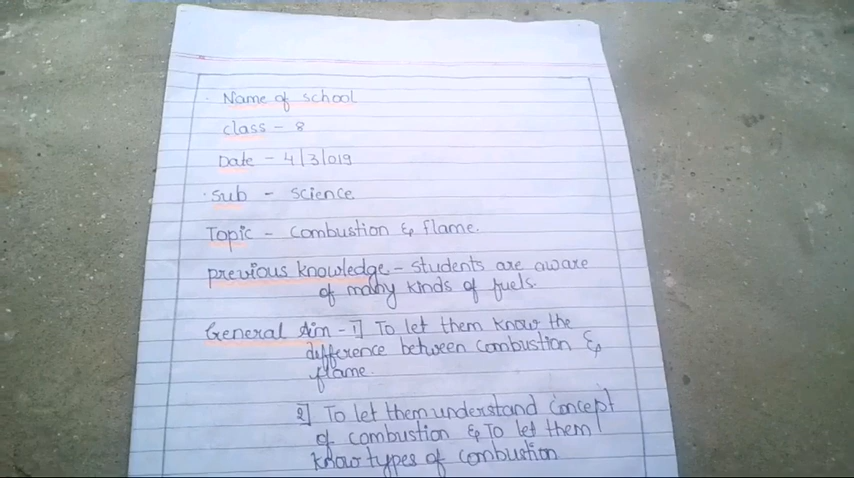 Name of school
class - 8
Date - 4/3/019
Sub - science
Topic - Combustion & flame.
previous knowledge - students are aware
of many kinds of fuels.
General Aim - 1] To let them know the
difference between combustion &
flame.
2] To let them understand concept
of combustion & To let them
know types of combustion